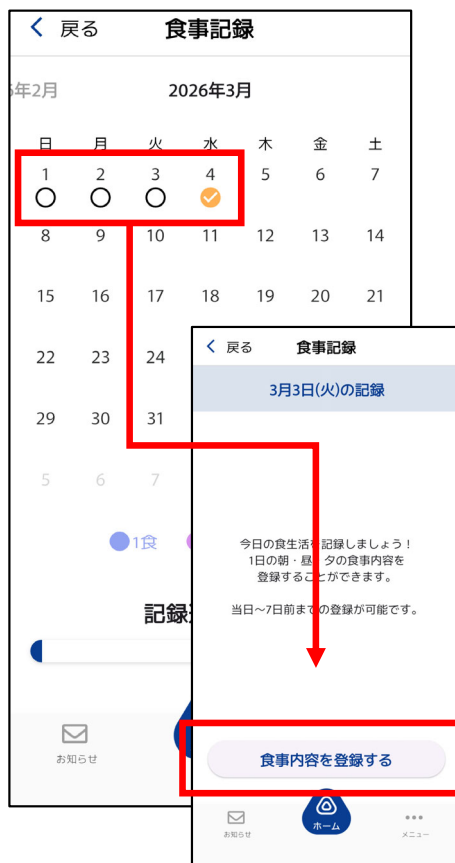 戻る 食事記録
年2月 2026年3月
日 月 火 水 木 金 土
1 2 3 4 5 6 7
8 9 10 11 12 13 14
15 16 17 18 19 20 21
22 23 24
29 30 31
5 6 7
1食
記録
お知らせ
戻る 食事記録
3月3日(火)の記録
今日の食生活を記録しましょう!
1日の朝・昼・夕の食事内容を
登録することができます。
当日～7日前までの登録が可能です。
食事内容を登録する
お知らせ ホーム メニュー